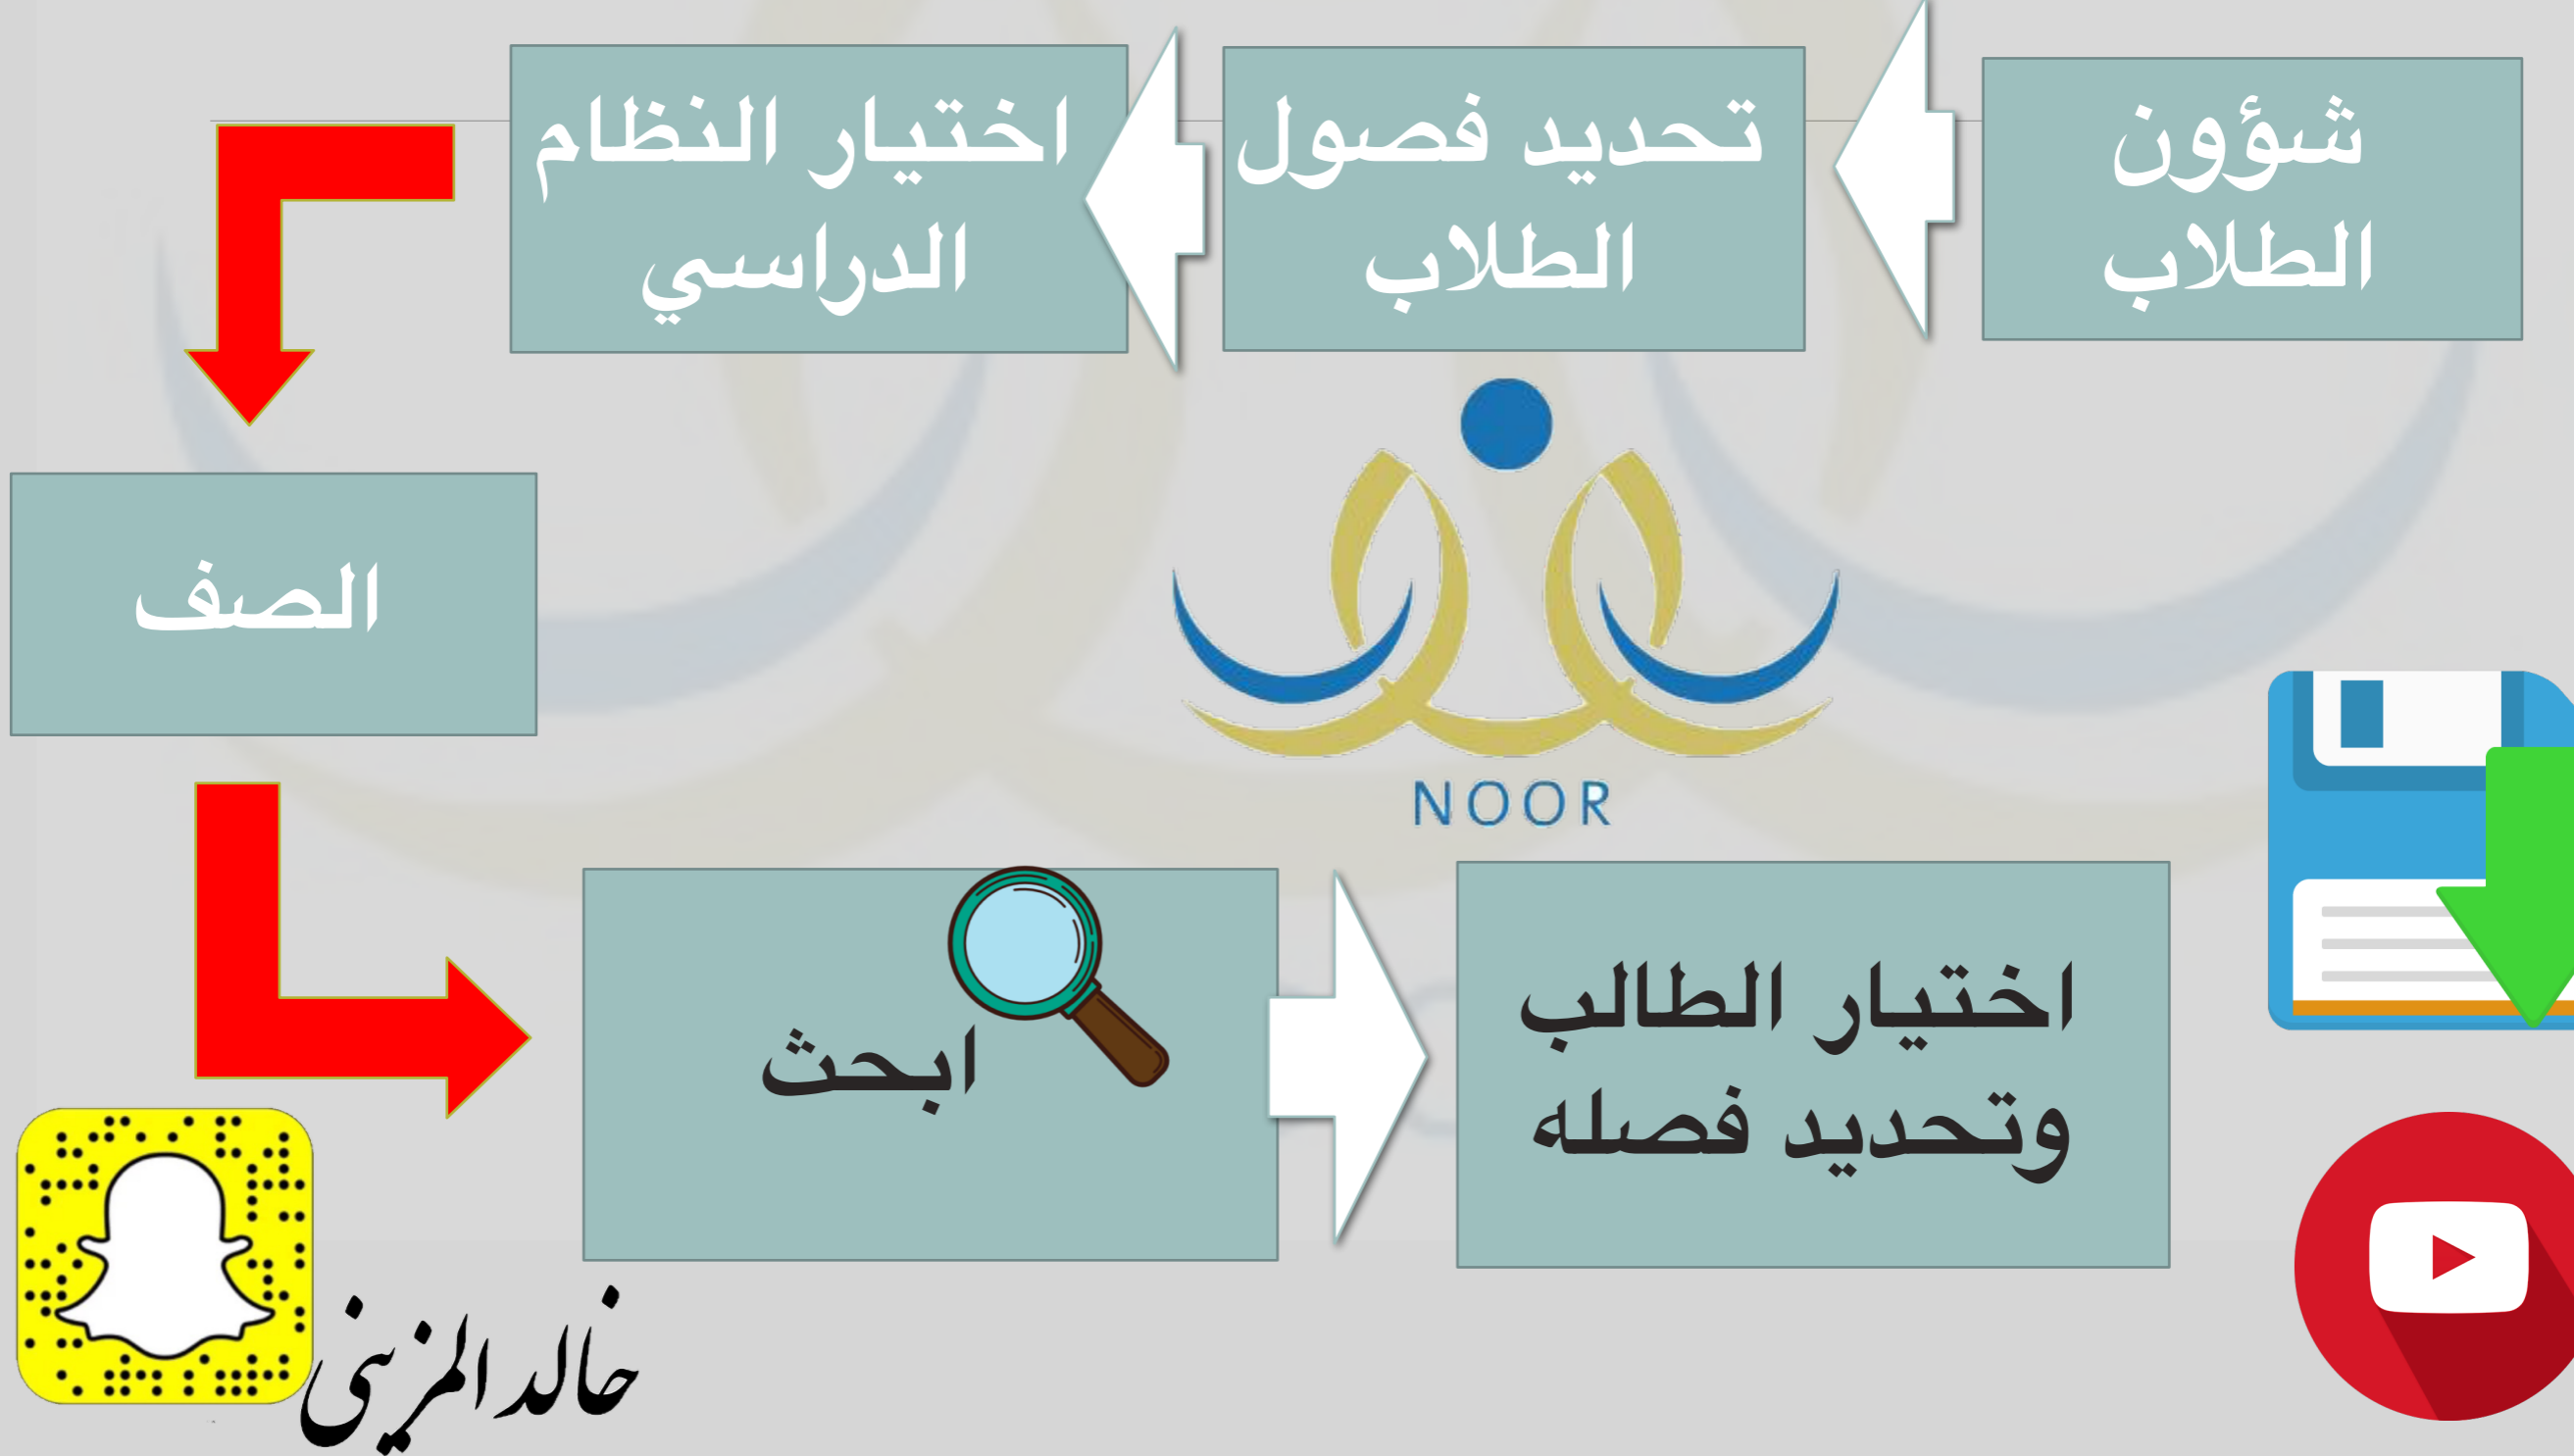 شؤون
الطلاب
تحديد فصول
الطلاب
اختيار النظام
الدراسي
الصف
NOOR
ابحث
اختيار الطالب
وتحديد فصله
خالد المزيني